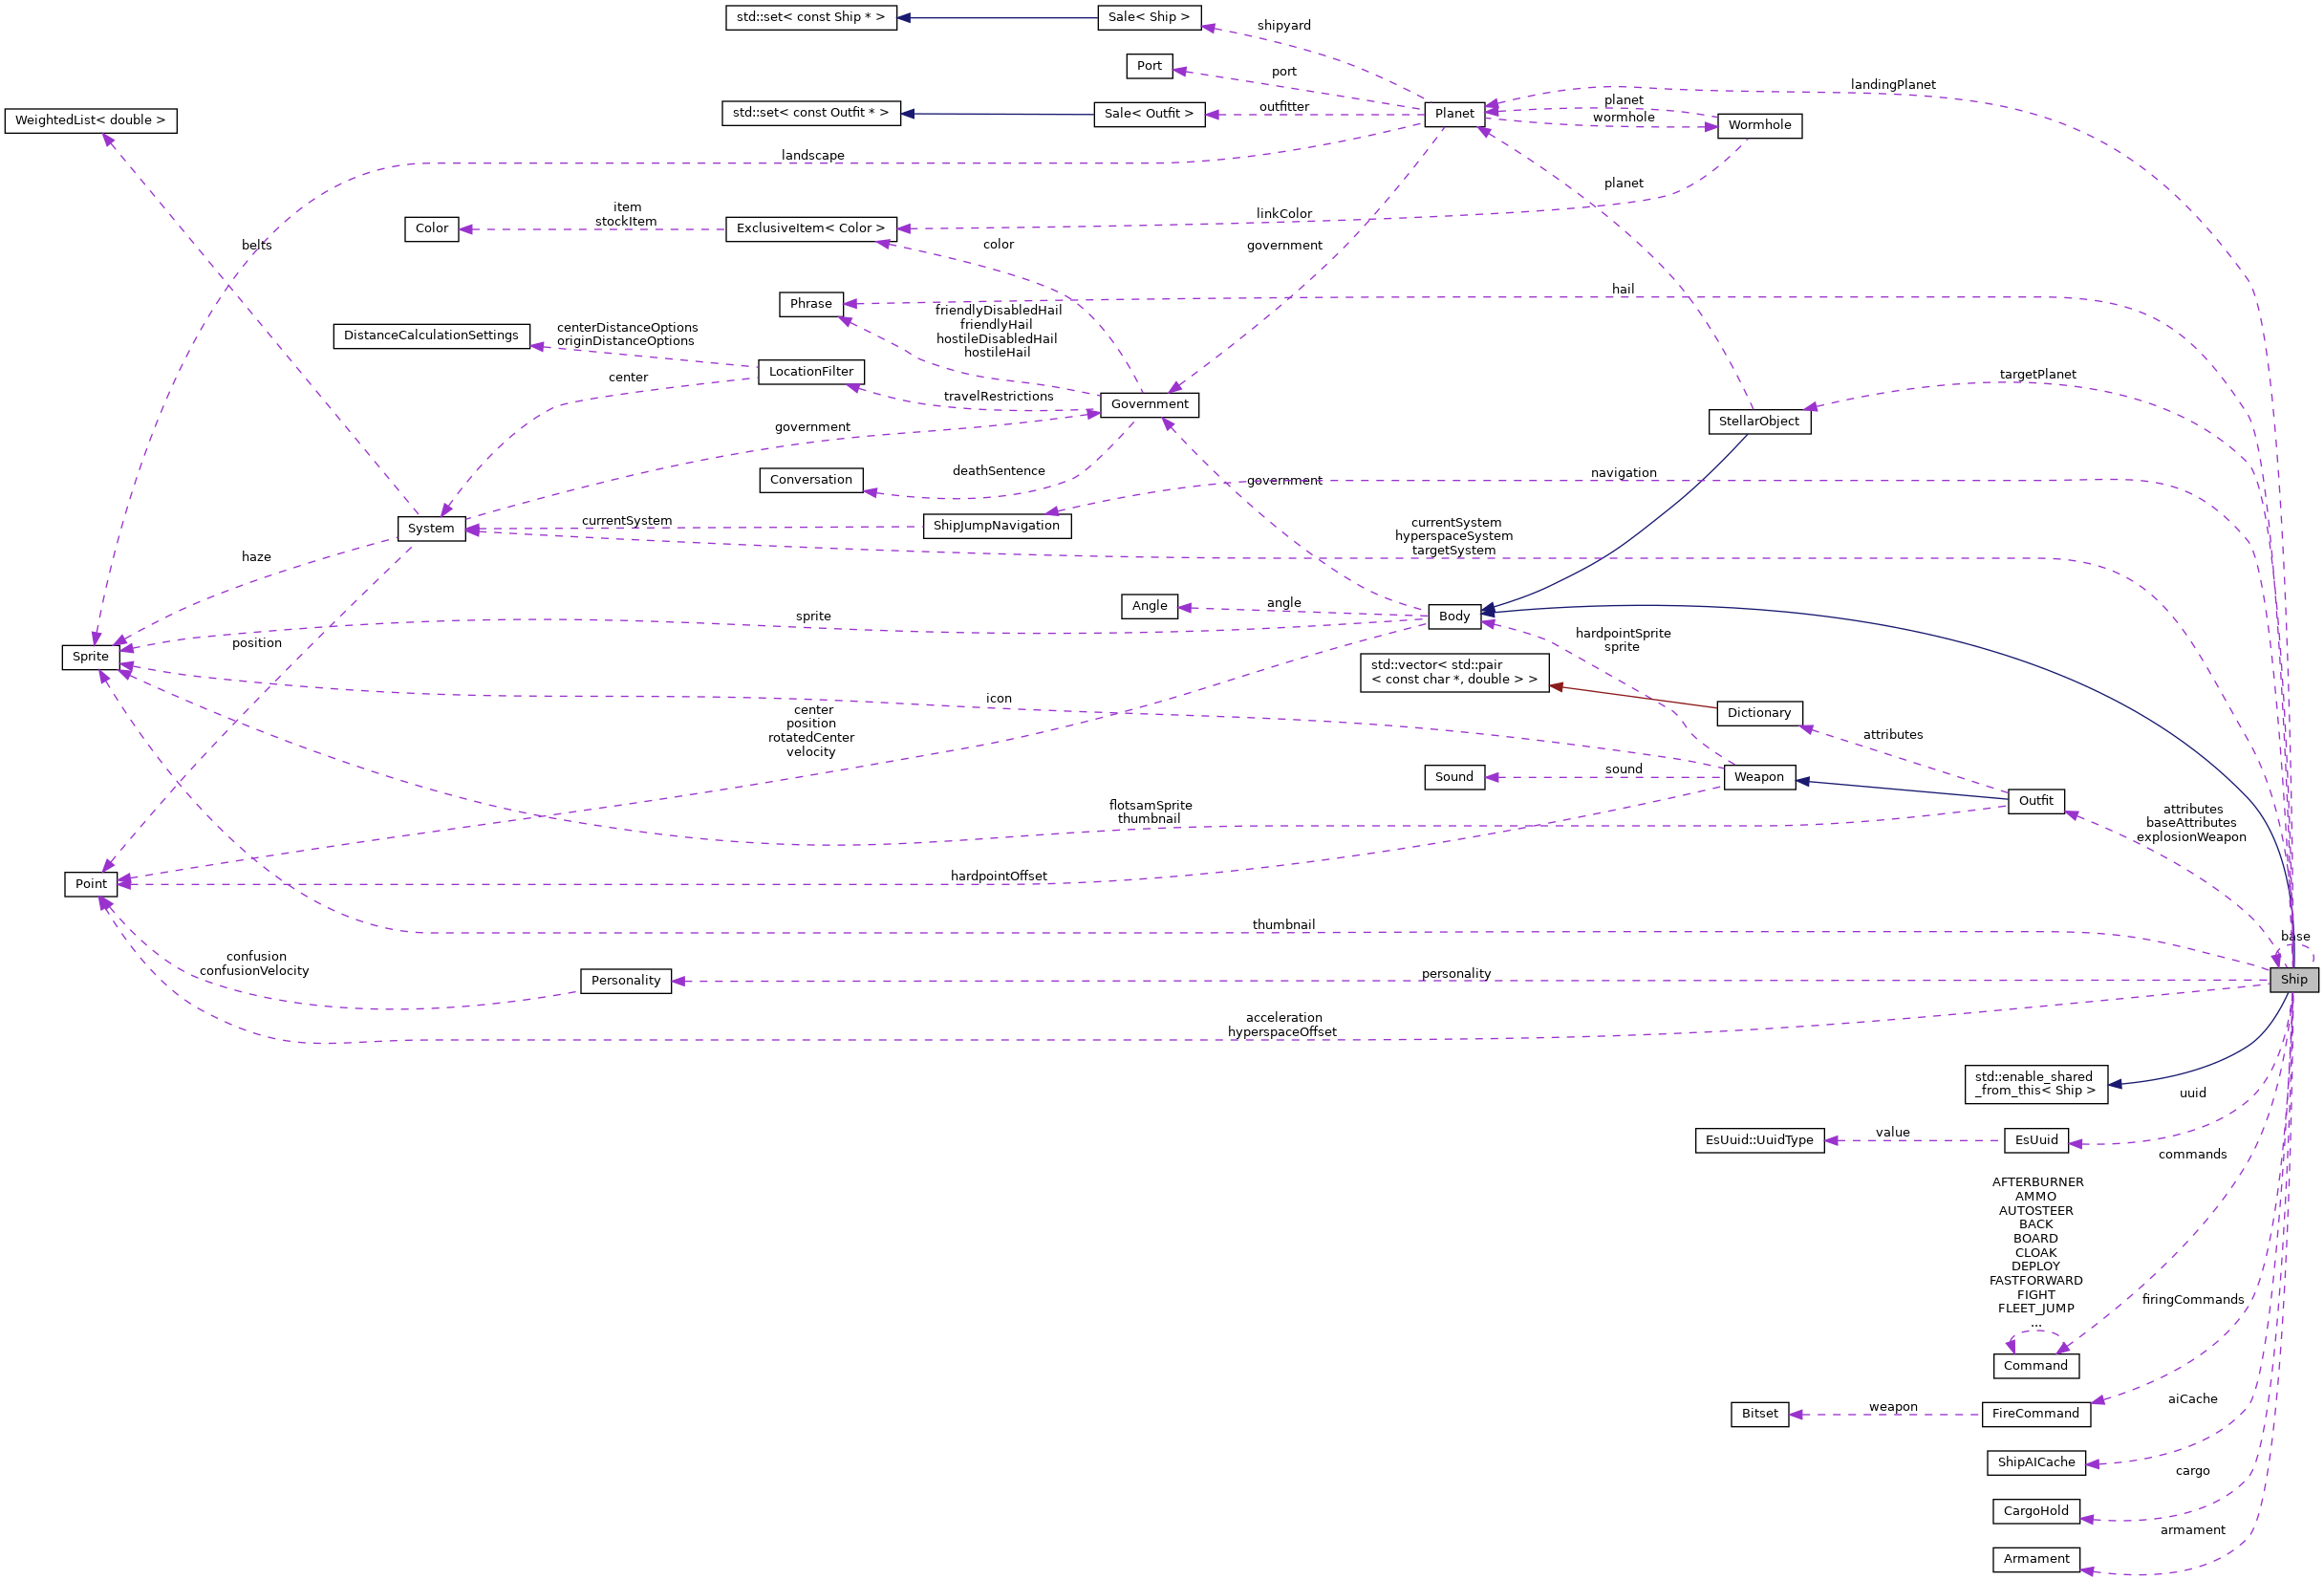 std::set< const Ship * >
Sale< Ship >
shipyard
Port
port
landingPlanet
WeightedList< double >
std::set< const Outfit * >
Sale< Outfit >
outfitter
Planet
planet
wormhole
Wormhole
landscape
planet
Color
item
stockItem
ExclusiveItem< Color >
linkColor
belts
color
government
Phrase
hail
friendlyDisabledHail
friendlyHail
hostileDisabledHail
hostileHail
DistanceCalculationSettings
centerDistanceOptions
originDistanceOptions
LocationFilter
center
travelRestrictions
Government
targetPlanet
StellarObject
government
Conversation
deathSentence
government
navigation
System
currentSystem
ShipJumpNavigation
currentSystem
hyperspaceSystem
targetSystem
haze
Angle
angle
Body
sprite
hardpointSprite
sprite
position
Sprite
std::vector< std::pair
< const char *, double > >
icon
Dictionary
center
position
rotatedCenter
velocity
attributes
Sound
sound
Weapon
Outfit
flotsamSprite
thumbnail
attributes
baseAttributes
explosionWeapon
Point
hardpointOffset
thumbnail
base
confusion
confusionVelocity
Personality
personality
Ship
acceleration
hyperspaceOffset
std::enable_shared
_from_this< Ship >
uuid
EsUuid::UuidType
value
EsUuid
commands
AFTERBURNER
AMMO
AUTOSTEER
BACK
BOARD
CLOAK
DEPLOY
FASTFORWARD
FIGHT
FLEET_JUMP
...
firingCommands
Command
aiCache
Bitset
weapon
FireCommand
ShipAICache
cargo
CargoHold
armament
Armament